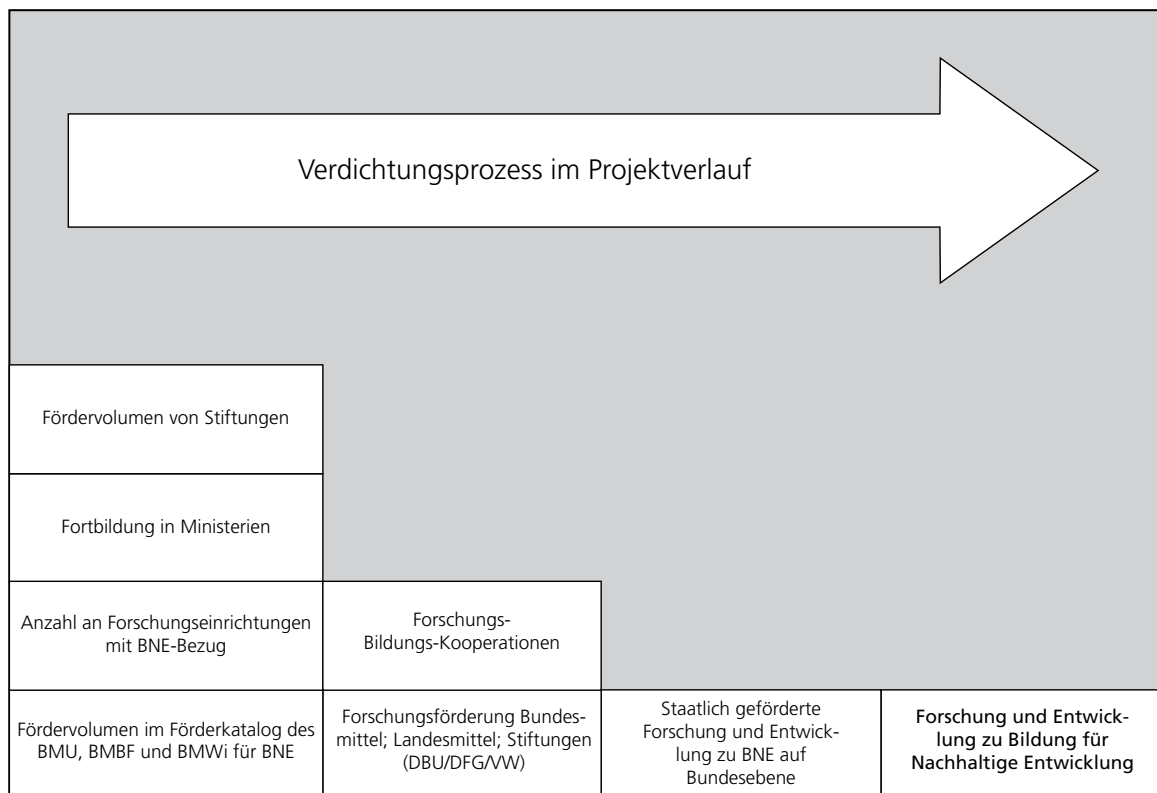 Verdichtungsprozess im Projektverlauf
Fördervolumen von Stiftungen
Fortbildung in Ministerien
Anzahl an Forschungseinrichtungen
mit BNE-Bezug
Forschungs-
Bildungs-Kooperationen
Fördervolumen im Förderkatalog des
BMU, BMBF und BMWi für BNE
Forschungsförderung Bundes-
mittel; Landesmittel; Stiftungen
(DBU/DFG/VW)
Staatlich geförderte
Forschung und Entwick-
lung zu BNE auf
Bundesebene
Forschung und Entwick-
lung zu Bildung für
Nachhaltige Entwicklung